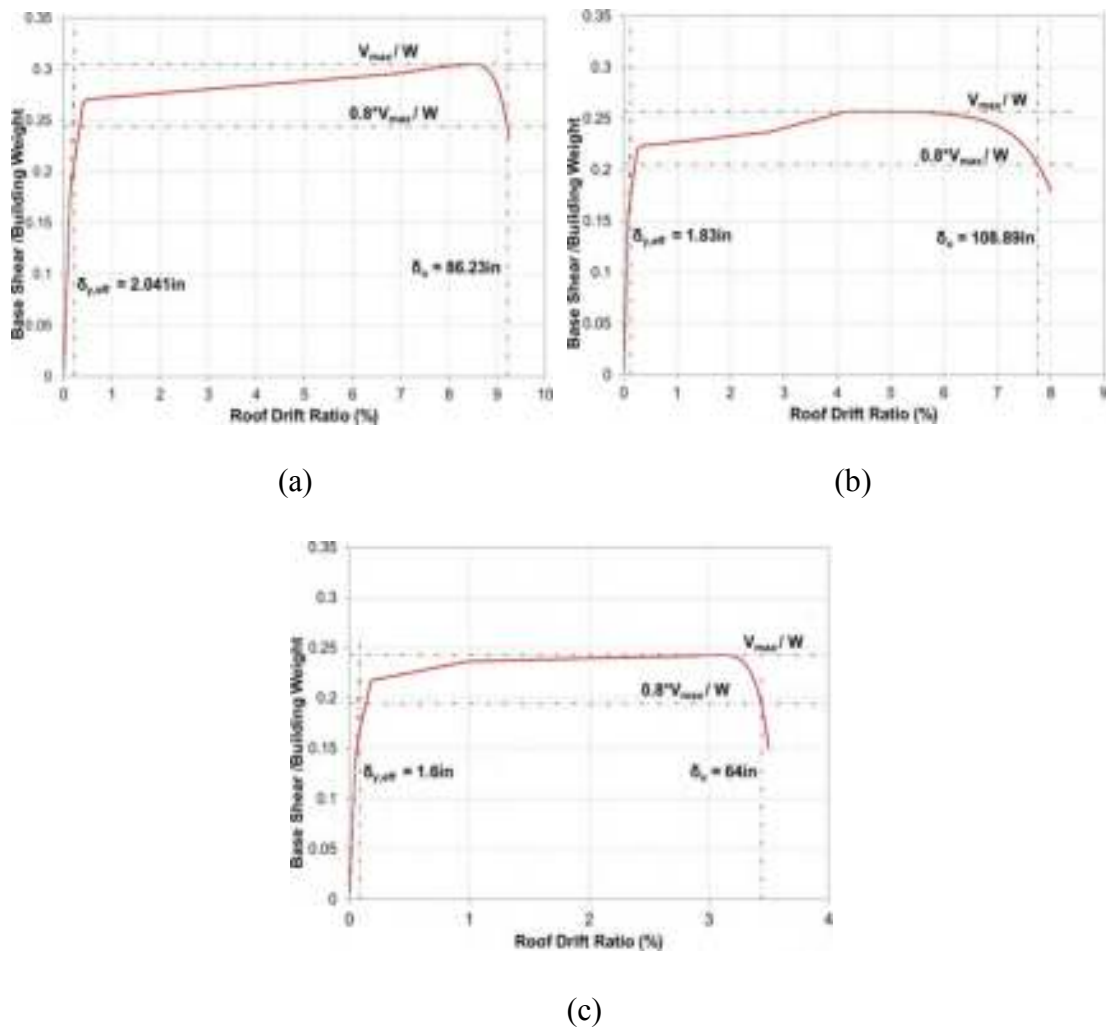 0.35
0.3
0.25
0.2
0.15
0.1
0.05
0
Base Shear /Building Weight
V_max / W
0.8*V_max / W
δ_y,eff = 2.041in
δ_u = 86.23in
0 1 2 3 4 5 6 7 8 9 10
Roof Drift Ratio (%)
(a)
0.35
0.3
0.25
0.2
0.15
0.1
0.05
0
Base Shear /Building Weight
V_max / W
0.8*V_max / W
δ_y,eff = 1.83in
δ_u = 108.89in
0 1 2 3 4 5 6 7 8 9
Roof Drift Ratio (%)
(b)
0.35
0.3
0.25
0.2
0.15
0.1
0.05
0
Base Shear /Building Weight
V_max / W
0.8*V_max / W
δ_y,eff = 1.6in
δ_u = 64in
0 1 2 3 4
Roof Drift Ratio (%)
(c)